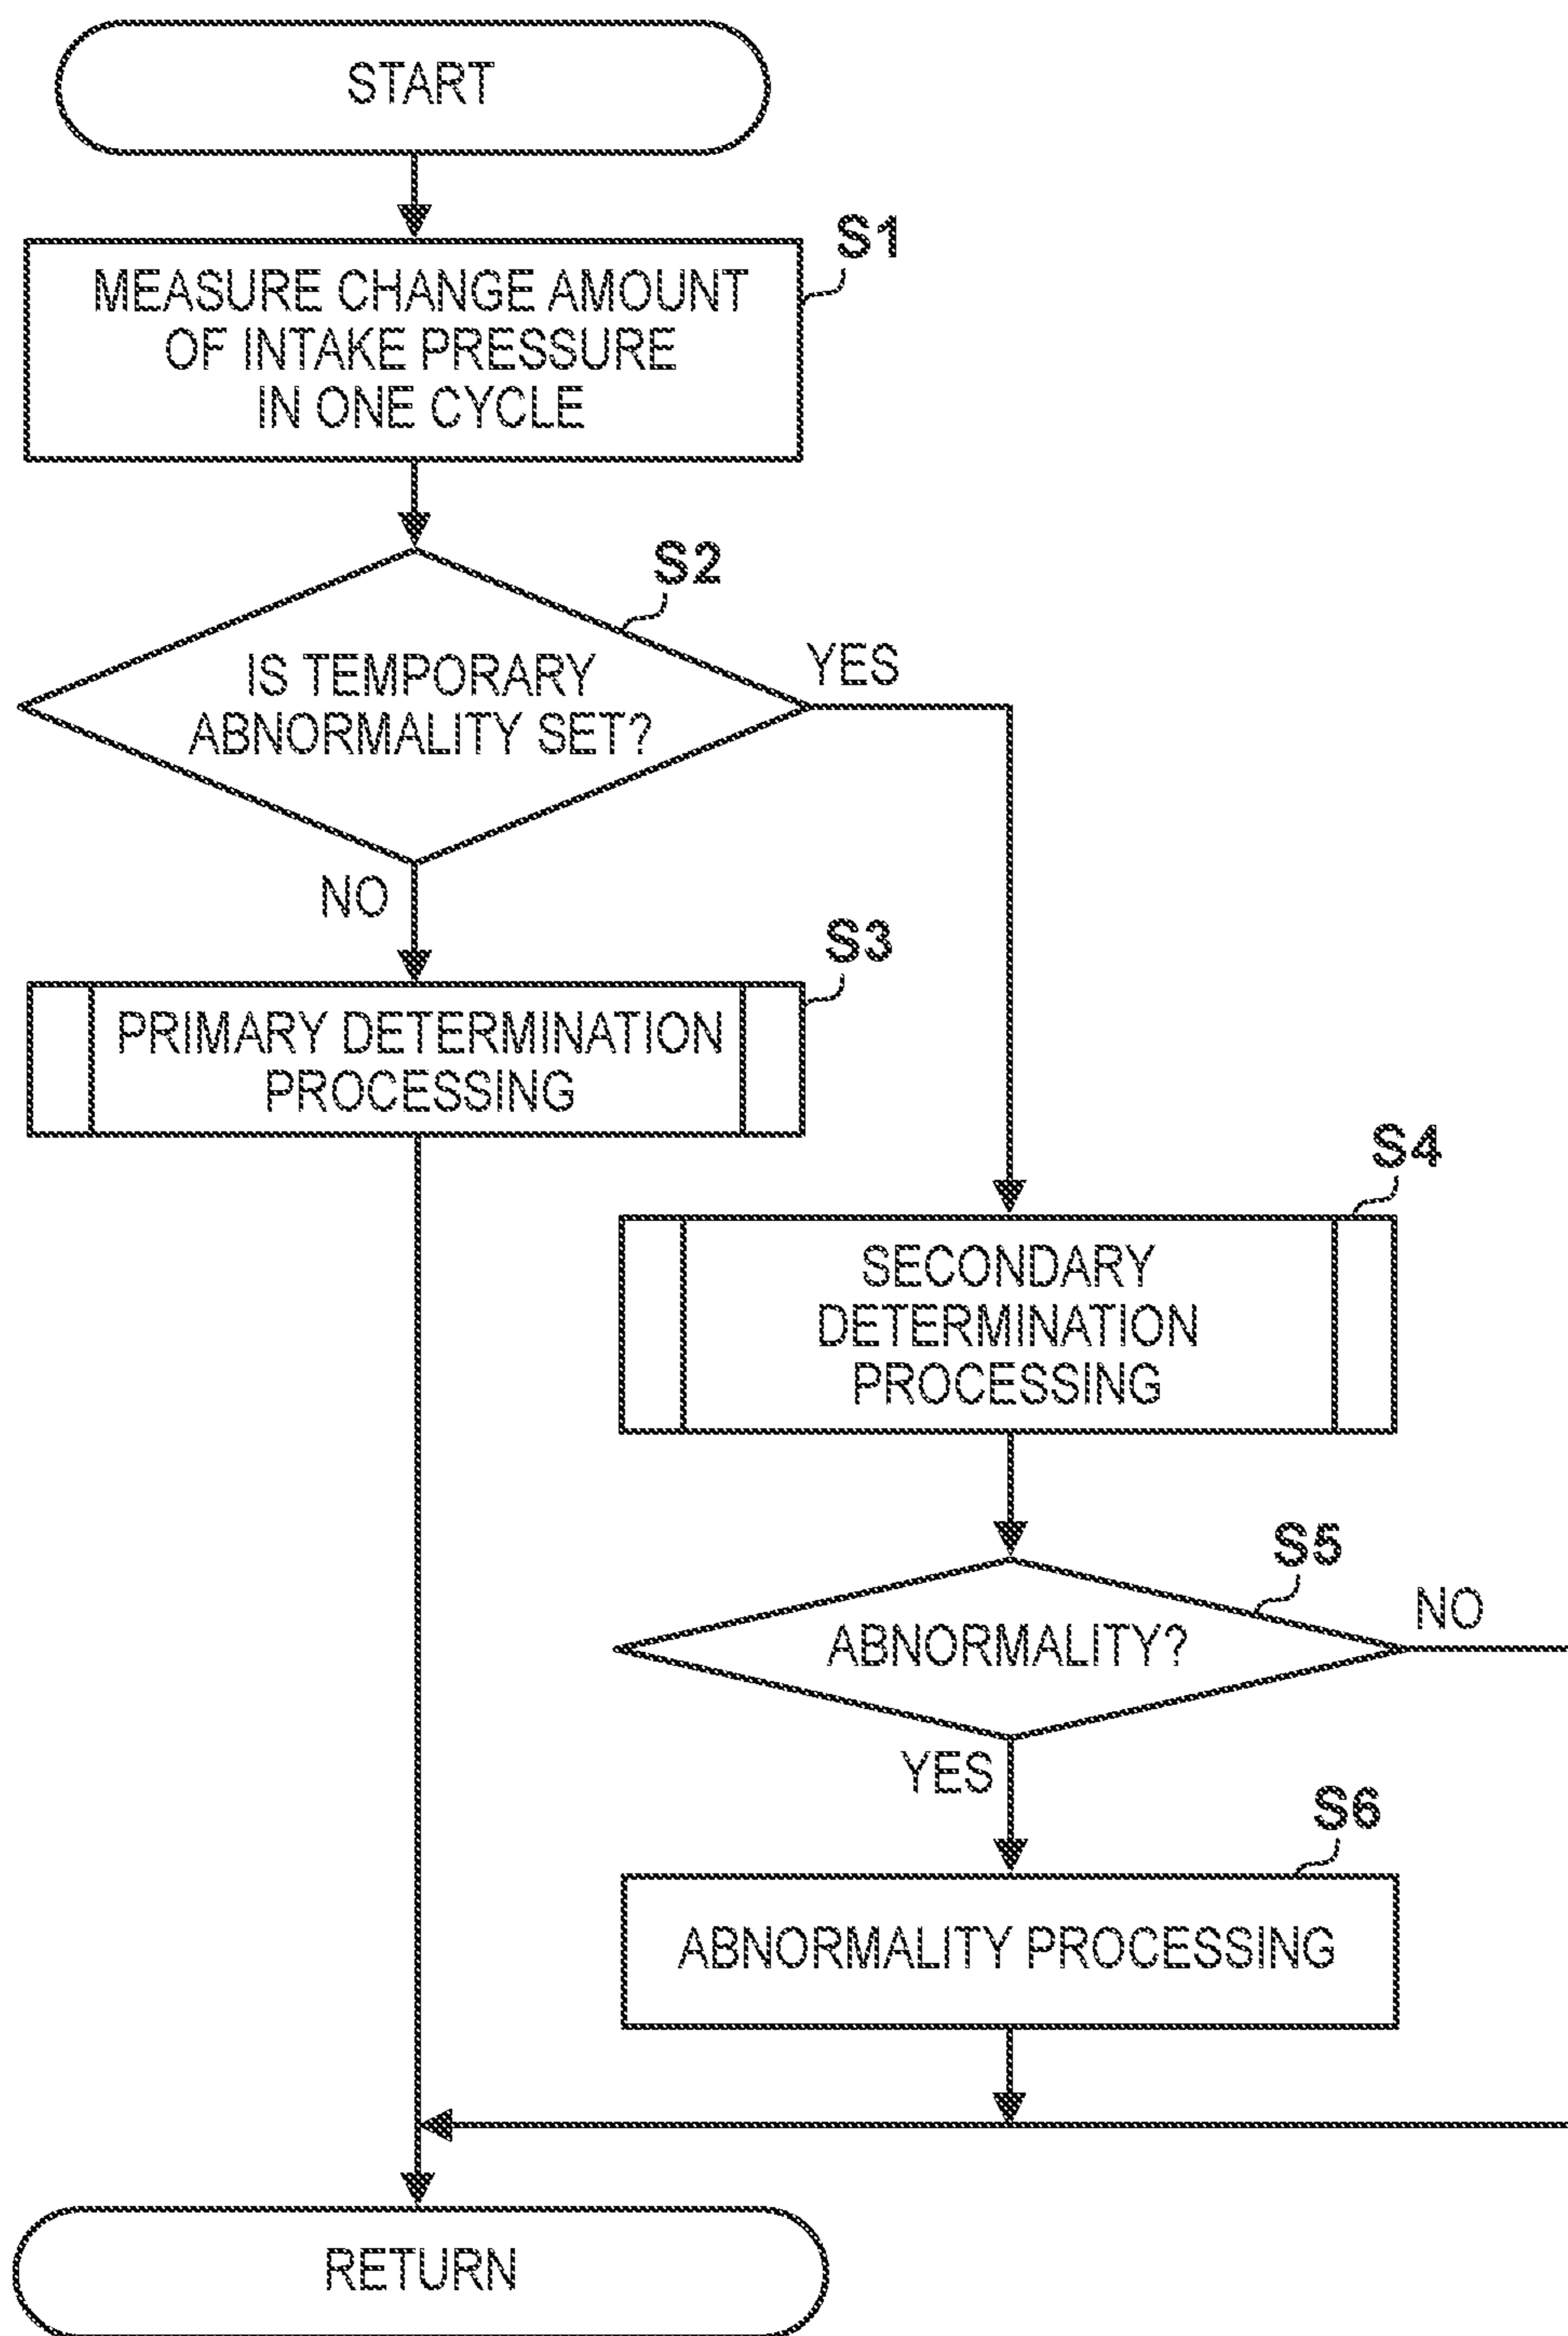 START
S1
MEASURE CHANGE AMOUNT
OF INTAKE PRESSURE
IN ONE CYCLE
S2
IS TEMPORARY
ABNORMALITY SET?
YES
NO
S3
PRIMARY DETERMINATION
PROCESSING
S4
SECONDARY
DETERMINATION
PROCESSING
S5
ABNORMALITY?
NO
YES
S6
ABNORMALITY PROCESSING
RETURN